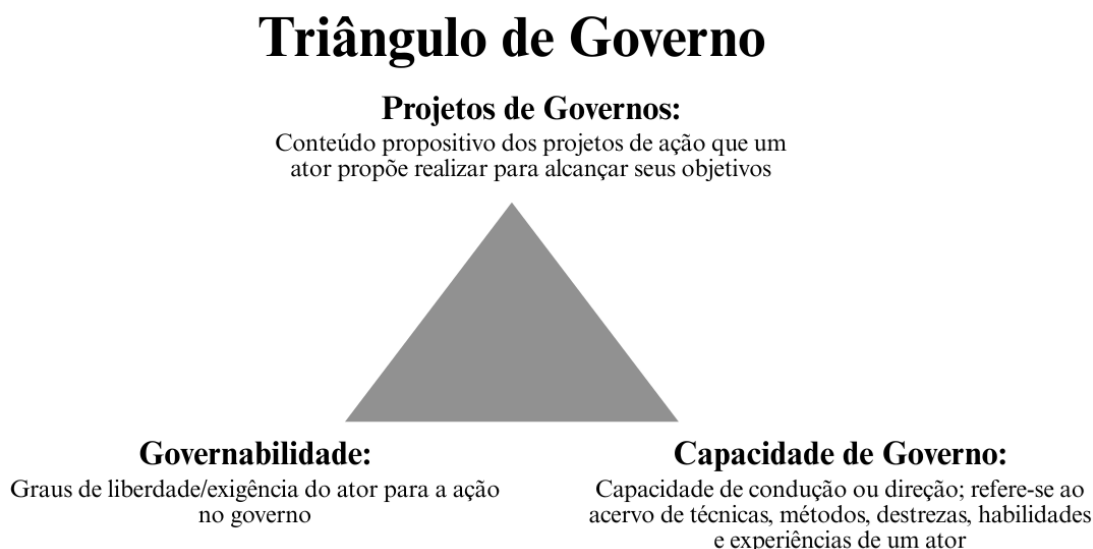 Triângulo de Governo
Projetos de Governos:
Conteúdo propositivo dos projetos de ação que um
ator propõe realizar para alcançar seus objetivos
Governabilidade:
Graus de liberdade/exigência do ator para a ação
no governo
Capacidade de Governo:
Capacidade de condução ou direção; refere-se ao
acervo de técnicas, métodos, destrezas, habilidades
e experiências de um ator